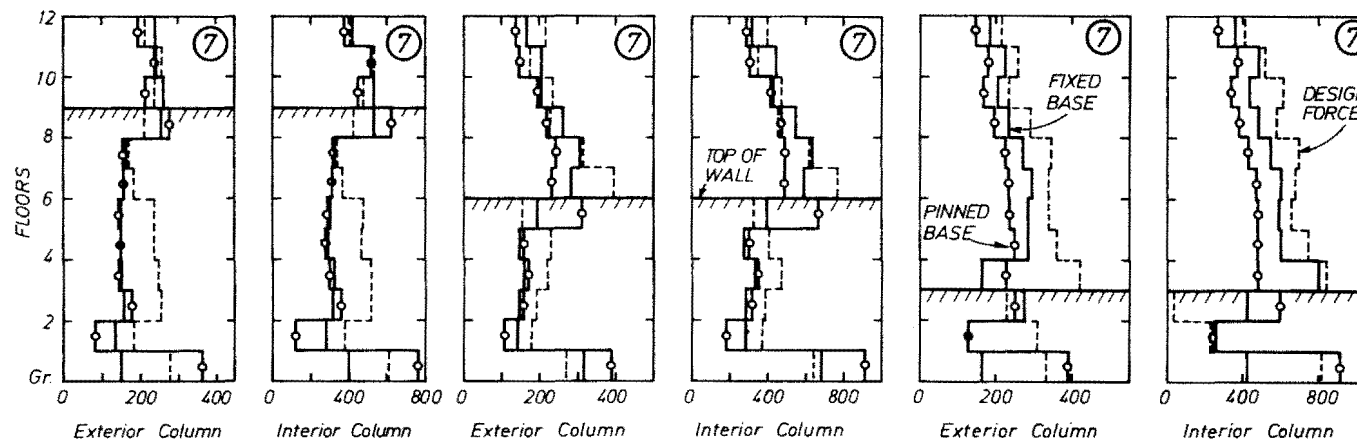 12
10
8
6
4
2
Gr.
FLOORS
7
7
7
7
7
7
TOP OF
WALL
FIXED
BASE
PINNED
BASE
DESIGN
FORCE
0 200 400
0 400 800
0 200 400
0 400 800
0 200 400
0 400 800
Exterior Column
Interior Column
Exterior Column
Interior Column
Exterior Column
Interior Column